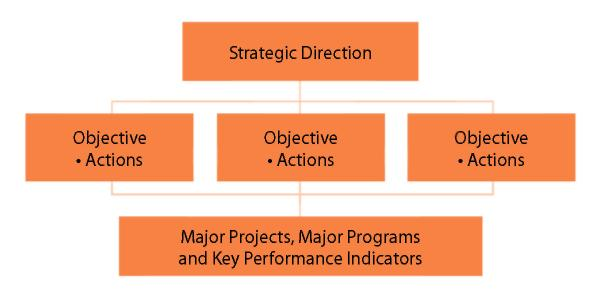 Strategic Direction
Objective
• Actions
Objective
• Actions
Objective
• Actions
Major Projects, Major Programs
and Key Performance Indicators